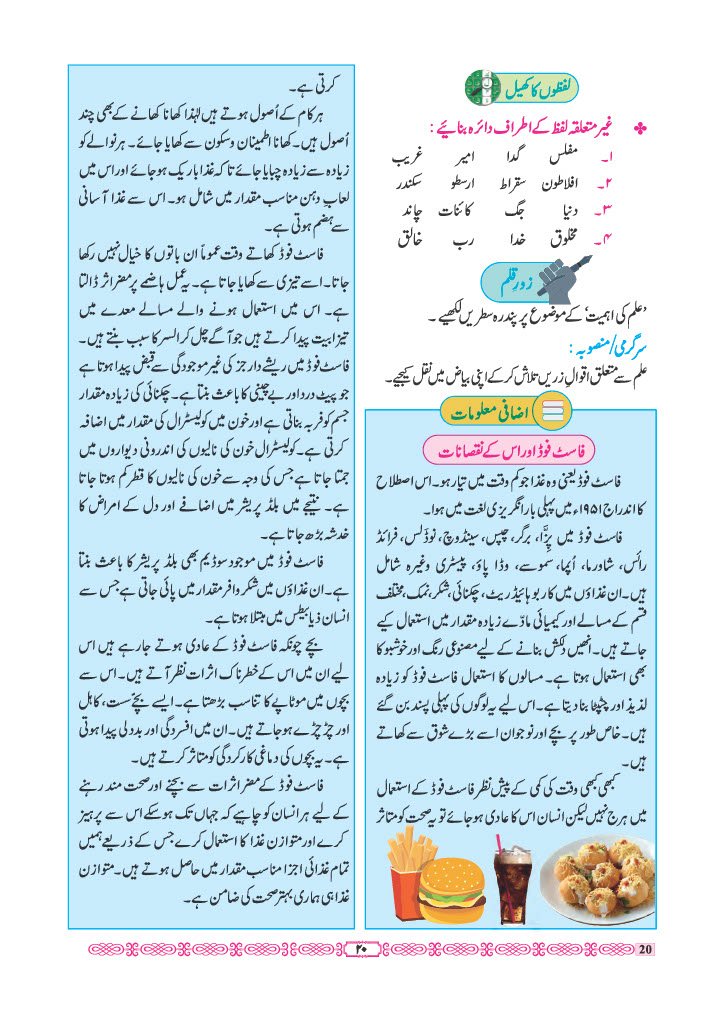 لفظوں کا کھیل
❖ غیر متعلقہ لفظ کے اطراف دائرہ بنائیے :
۱۔ مفلس گدا امیر غریب
۲۔ افلاطون سقراط ارسطو سکندر
۳۔ دنیا جگ کائنات چاند
۴۔ مخلوق خدا رب خالق
زورِ قلم
'علم کی اہمیت' کے موضوع پر پندرہ سطریں لکھیے۔
سرگرمی/منصوبہ :
علم سے متعلق اقوالِ زریں تلاش کرکے اپنی بیاض میں نقل کیجیے۔
اضافی معلومات
فاسٹ فوڈ اور اس کے نقصانات
فاسٹ فوڈ یعنی وہ غذا جو کم وقت میں تیار ہو۔ اس اصطلاح
کا اندراج ۱۹۵۱ء میں پہلی بار انگریزی لغت میں ہوا۔
فاسٹ فوڈ میں پِزّا، برگر، چپس، سینڈوِچ، نوڈلس، فرائڈ
رائس، شاورما، اُپما، سموسے، وڈا پاؤ، پیسٹری وغیرہ شامل
ہیں۔ ان غذاؤں میں کاربوہائیڈریٹ، چکنائی، شکر، نمک، مختلف
قسم کے مسالے اور کیمیائی مادّے زیادہ مقدار میں استعمال کیے
جاتے ہیں۔ انھیں دلکش بنانے کے لیے مصنوعی رنگ اور خوشبو کا
بھی استعمال ہوتا ہے۔ مسالوں کا استعمال فاسٹ فوڈ کو زیادہ
لذیذ اور چٹپٹا بنا دیتا ہے۔ اس لیے یہ لوگوں کی پہلی پسند بن گئے
ہیں۔ خاص طور پر بچے اور نوجوان اسے بڑے شوق سے کھاتے
ہیں۔
کبھی کبھی وقت کی کمی کے پیشِ نظر فاسٹ فوڈ کے استعمال
میں ہرج نہیں لیکن انسان اس کا عادی ہو جائے تو یہ صحت کو متاثر
کرتی ہے۔
ہر کام کے اُصول ہوتے ہیں لہٰذا کھانا کھانے کے بھی چند
اُصول ہیں۔ کھانا اطمینان و سکون سے کھایا جائے۔ ہر نوالے کو
زیادہ سے زیادہ چبایا جائے تاکہ غذا باریک ہوجائے اور اس میں
لعابِ دہن مناسب مقدار میں شامل ہو۔ اس سے غذا آسانی
سے ہضم ہوتی ہے۔
فاسٹ فوڈ کھاتے وقت عموماً ان باتوں کا خیال نہیں رکھا
جاتا۔ اسے تیزی سے کھایا جاتا ہے۔ یہ عمل ہاضمے پر مضر اثر ڈالتا
ہے۔ اس میں استعمال ہونے والے مسالے معدے میں
تیزابیت پیدا کرتے ہیں جو آگے چل کر السر کا سبب بنتے ہیں۔
فاسٹ فوڈ میں ریشے دار جز کی غیر موجودگی سے قبض پیدا ہوتا ہے
جو پیٹ درد اور بے چینی کا باعث بنتا ہے۔ چکنائی کی زیادہ مقدار
جسم کو فربہ بناتی ہے اور خون میں کولیسٹرال کی مقدار میں اضافہ
کرتی ہے۔ کولیسٹرال خون کی نالیوں کی اندرونی دیواروں میں
جمتا جاتا ہے جس کی وجہ سے خون کی نالیوں کا قطر کم ہوتا جاتا
ہے۔ نتیجے میں بلڈ پریشر میں اضافے اور دل کے امراض کا
خدشہ بڑھ جاتا ہے۔
فاسٹ فوڈ میں موجود سوڈیم بھی بلڈ پریشر کا باعث بنتا
ہے۔ ان غذاؤں میں شکر وافر مقدار میں پائی جاتی ہے جس سے
انسان ذیابیطس میں مبتلا ہوتا ہے۔
بچے چونکہ فاسٹ فوڈ کے عادی ہوتے جا رہے ہیں اس
لیے ان میں اس کے خطرناک اثرات نظر آتے ہیں۔ اس سے
بچوں میں موٹاپے کا تناسب بڑھتا ہے۔ ایسے بچے سُست، کاہل
اور چڑچڑے ہوجاتے ہیں۔ ان میں افسردگی اور بددلی پیدا ہوتی
ہے۔ یہ بچوں کی دماغی کارکردگی کو متاثر کرتے ہیں۔
فاسٹ فوڈ کے مضر اثرات سے بچنے اور صحت مند رہنے
کے لیے ہر انسان کو چاہیے کہ جہاں تک ہوسکے اس سے پرہیز
کرے اور متوازن غذا کا استعمال کرے جس کے ذریعے ہمیں
تمام غذائی اجزا مناسب مقدار میں حاصل ہوتے ہیں۔ متوازن
غذا ہی ہماری بہتر صحت کی ضامن ہے۔
۲۰
20